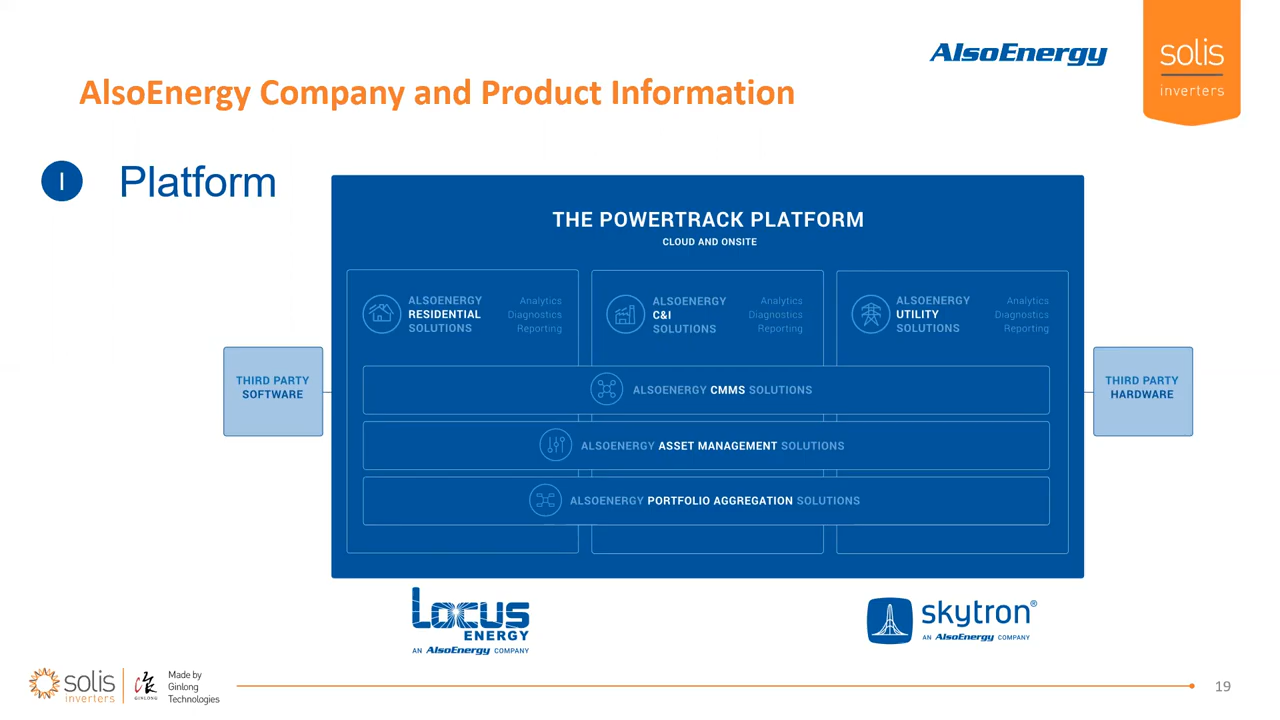 AlsoEnergy
solis
inverters
AlsoEnergy Company and Product Information
I
Platform
THE POWERTRACK PLATFORM
CLOUD AND ONSITE
ALSOENERGY
RESIDENTIAL
SOLUTIONS
Analytics
Diagnostics
Reporting
ALSOENERGY
C&I
SOLUTIONS
Analytics
Diagnostics
Reporting
ALSOENERGY
UTILITY
SOLUTIONS
Analytics
Diagnostics
Reporting
THIRD PARTY
SOFTWARE
THIRD PARTY
HARDWARE
ALSOENERGY CMMS SOLUTIONS
ALSOENERGY ASSET MANAGEMENT SOLUTIONS
ALSOENERGY PORTFOLIO AGGREGATION SOLUTIONS
Locus
ENERGY
AN AlsoEnergy COMPANY
skytron®
AN AlsoEnergy COMPANY
solis
inverters
GINLONG
Made by
Ginlong
Technologies
19